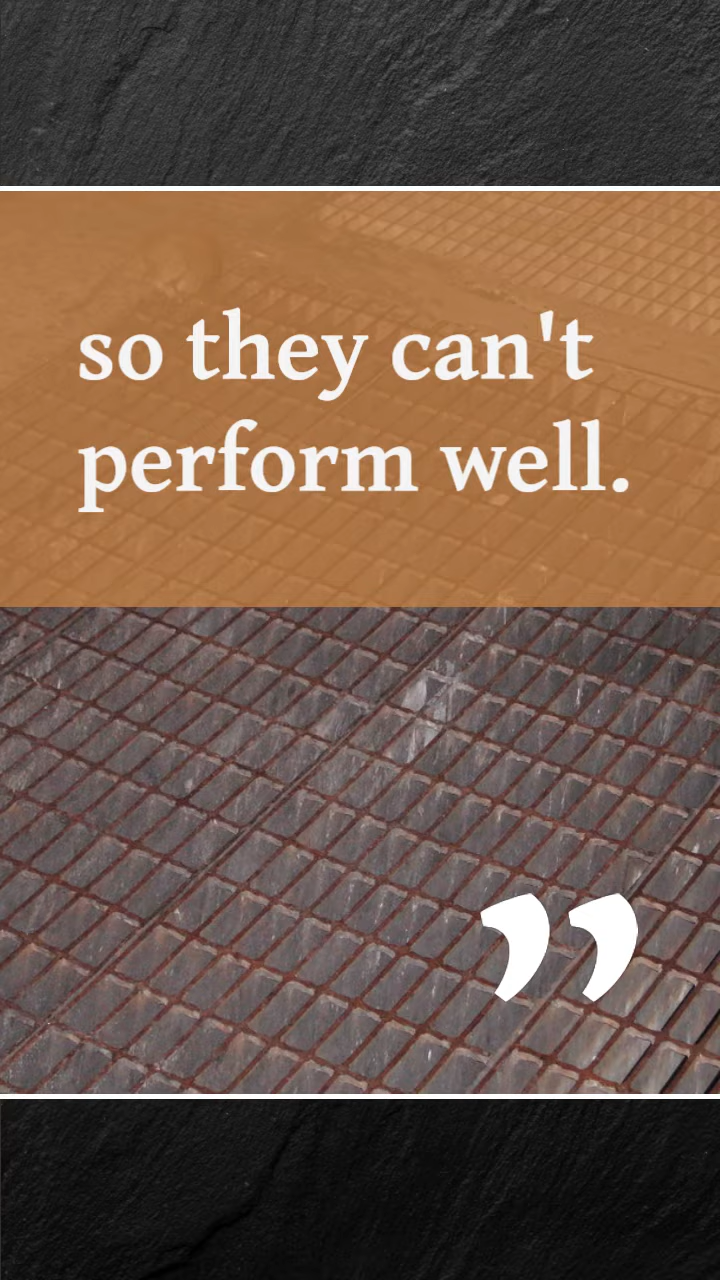 so they can't
perform well.
”